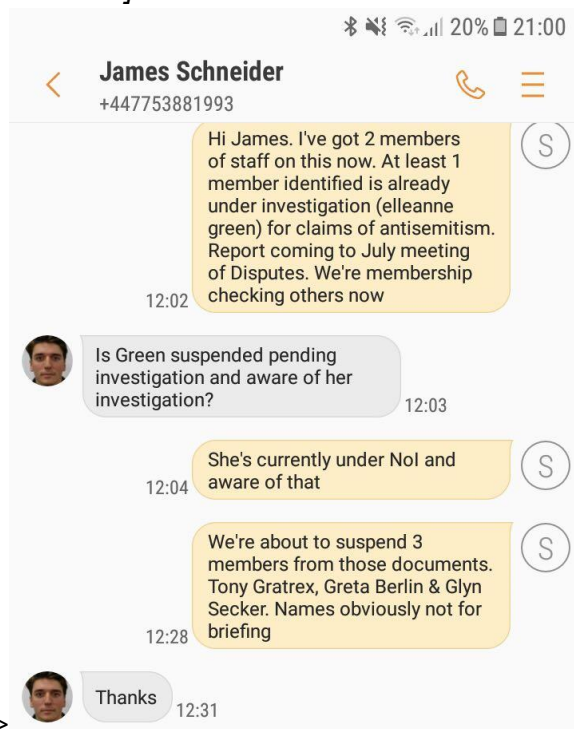 20% 21:00
James Schneider
+447753881993
Hi James. I've got 2 members
of staff on this now. At least 1
member identified is already
under investigation (elleanne
green) for claims of antisemitism.
Report coming to July meeting
of Disputes. We're membership
checking others now
12:02
S
Is Green suspended pending
investigation and aware of her
investigation?
12:03
She's currently under NoI and
aware of that
12:04
S
We're about to suspend 3
members from those documents.
Tony Gratrex, Greta Berlin & Glyn
Secker. Names obviously not for
briefing
12:28
S
Thanks
12:31
>